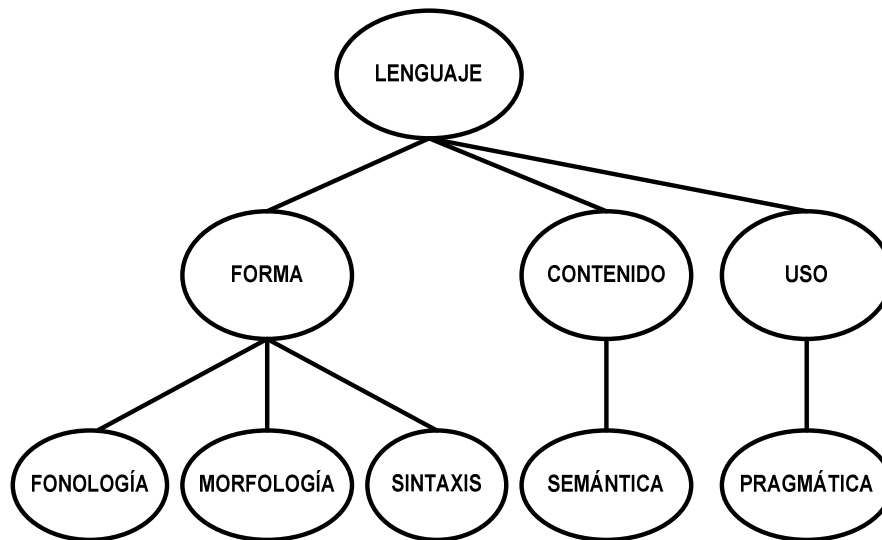 LENGUAJE
FORMA
CONTENIDO
USO
FONOLOGÍA
MORFOLOGÍA
SINTAXIS
SEMÁNTICA
PRAGMÁTICA